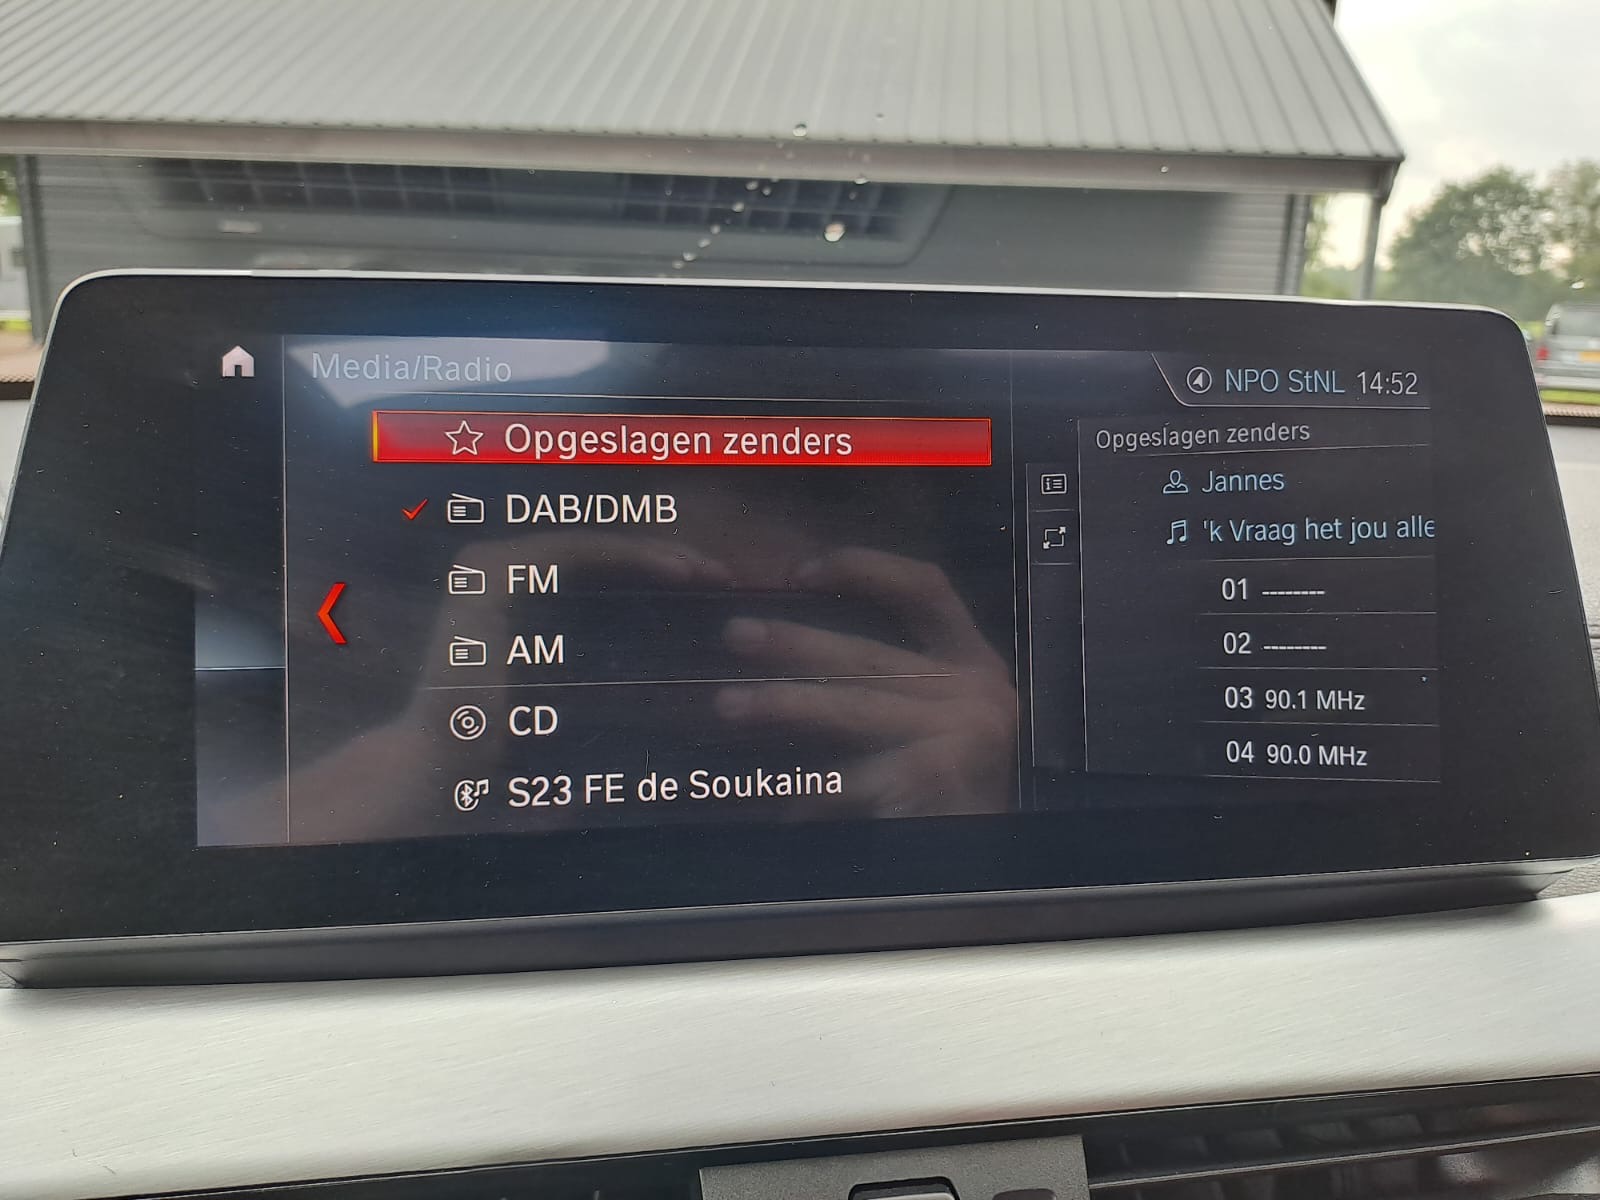 Media/Radio
NPO StNL 14:52
Opgeslagen zenders
DAB/DMB
FM
AM
CD
S23 FE de Soukaina
Opgeslagen zenders
Jannes
'k Vraag het jou alle
01 --------
02 --------
03 90.1 MHz
04 90.0 MHz